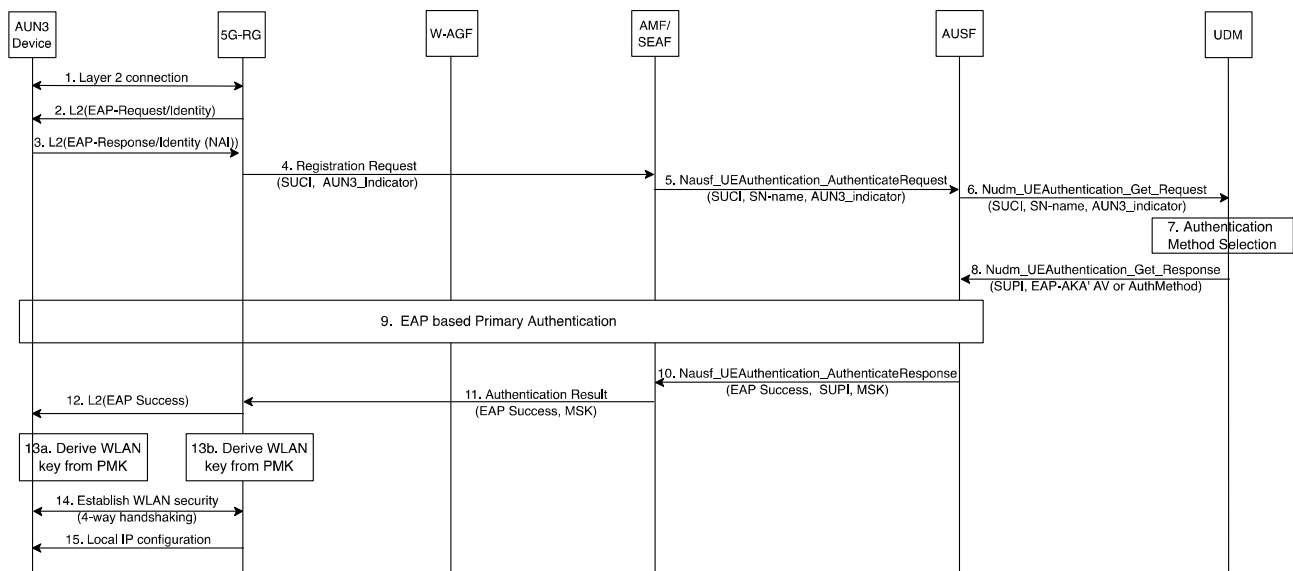 AUN3
Device
5G-RG
W-AGF
AMF/
SEAF
AUSF
UDM
1. Layer 2 connection
2. L2(EAP-Request/Identity)
3. L2(EAP-Response/Identity (NAI))
4. Registration Request
(SUCI, AUN3_Indicator)
5. Nausf_UEAuthentication_AuthenticateRequest
(SUCI, SN-name, AUN3_indicator)
6. Nudm_UEAuthentication_Get_Request
(SUCI, SN-name, AUN3_indicator)
7. Authentication
Method Selection
8. Nudm_UEAuthentication_Get_Response
(SUPI, EAP-AKA' AV or AuthMethod)
9. EAP based Primary Authentication
10. Nausf_UEAuthentication_AuthenticateResponse
(EAP Success, SUPI, MSK)
11. Authentication Result
(EAP Success, MSK)
12. L2(EAP Success)
13a. Derive WLAN
key from PMK
13b. Derive WLAN
key from PMK
14. Establish WLAN security
(4-way handshaking)
15. Local IP configuration